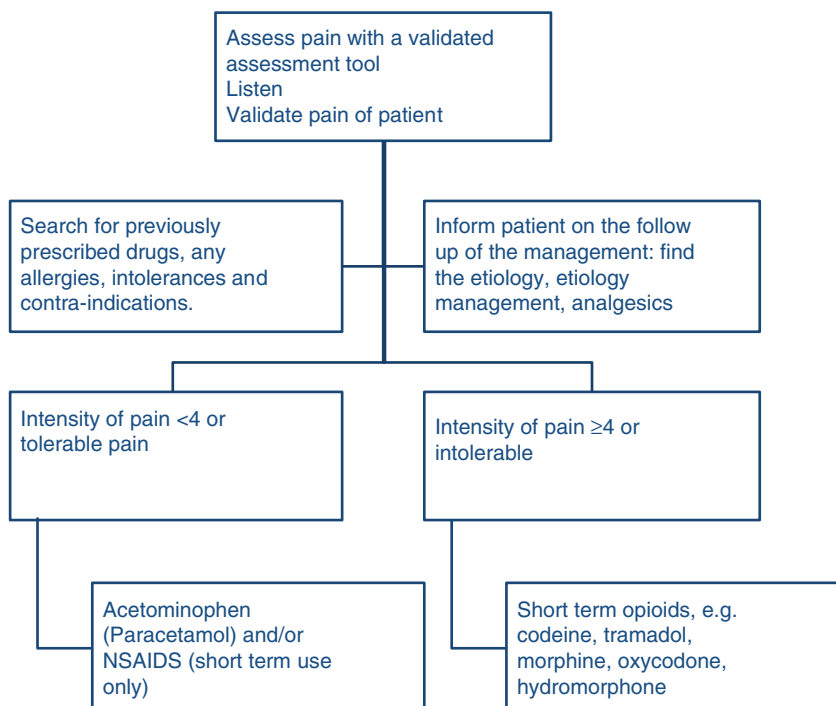 Assess pain with a validated
assessment tool
Listen
Validate pain of patient
Search for previously
prescribed drugs, any
allergies, intolerances and
contra-indications.
Inform patient on the follow
up of the management: find
the etiology, etiology
management, analgesics
Intensity of pain <4 or
tolerable pain
Intensity of pain ≥4 or
intolerable
Acetominophen
(Paracetamol) and/or
NSAIDS (short term use
only)
Short term opioids, e.g.
codeine, tramadol,
morphine, oxycodone,
hydromorphone